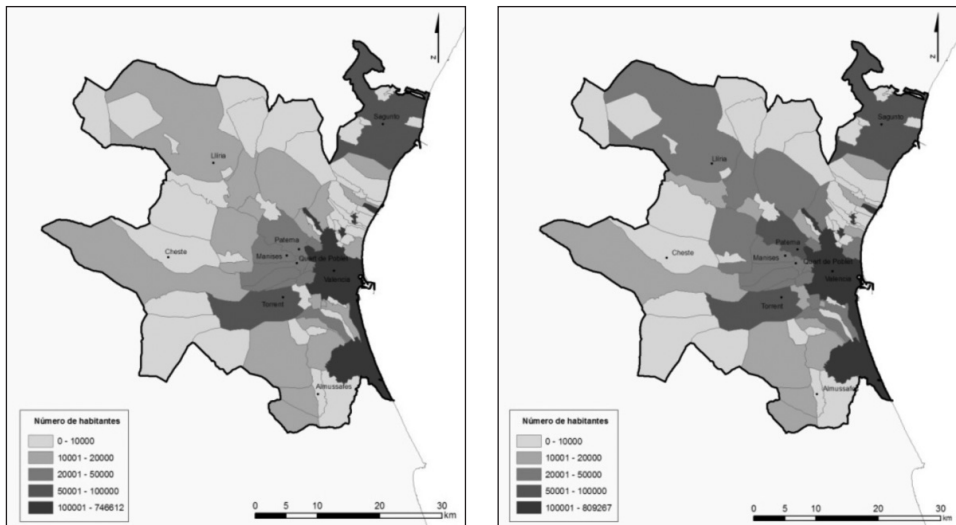 N
Sagunto
Llíria
Paterna
Cheste
Manises
Quart de Poblet
Valencia
Torrent
Almussafes
Número de habitantes
0 - 10000
10001 - 20000
20001 - 50000
50001 - 100000
100001 - 746612
0 5 10 20 30
km
N
Sagunto
Llíria
Paterna
Cheste
Manises
Quart de Poblet
Valencia
Torrent
Almussafes
Número de habitantes
0 - 10000
10001 - 20000
20001 - 50000
50001 - 100000
100001 - 809267
0 5 10 20 30
km